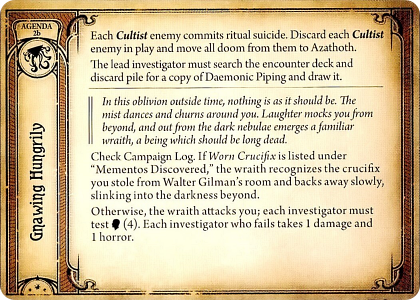 AGENDA
2b
Gnawing Hungrily
Each Cultist enemy commits ritual suicide. Discard each Cultist
enemy in play and move all doom from them to Azathoth.
The lead investigator must search the encounter deck and
discard pile for a copy of Daemonic Piping and draw it.
In this oblivion outside time, nothing is as it should be. The
mist dances and churns around you. Laughter mocks you from
beyond, and out from the dark nebulae emerges a familiar
wraith, a being which should be long dead.
Check Campaign Log. If Worn Crucifix is listed under
“Mementos Discovered,” the wraith recognizes the crucifix
you stole from Walter Gilman’s room and backs away slowly,
slinking into the darkness beyond.
Otherwise, the wraith attacks you; each investigator must
test (4). Each investigator who fails takes 1 damage and
1 horror.